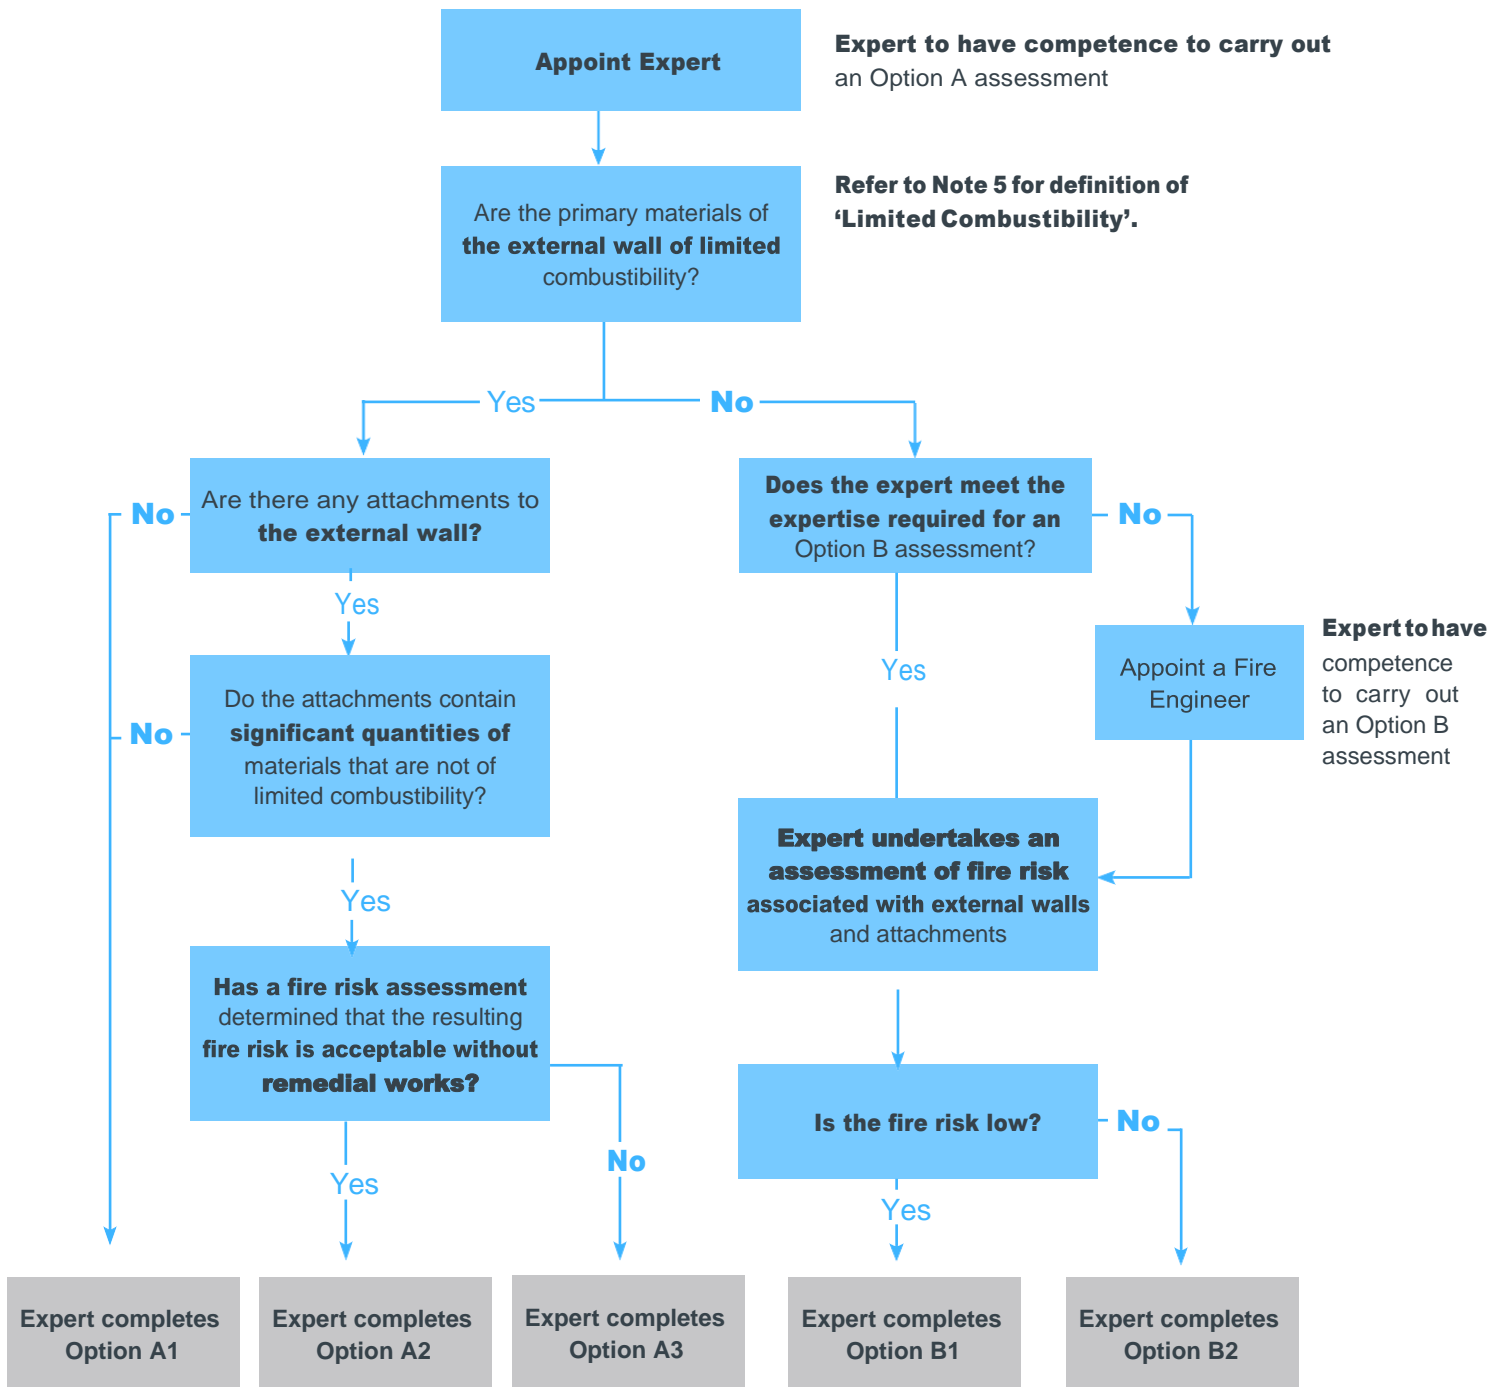 Appoint Expert
Expert to have competence to carry out
an Option A assessment
Are the primary materials of
the external wall of limited
combustibility?
Refer to Note 5 for definition of
‘Limited Combustibility’.
Yes
No
No
Are there any attachments to
the external wall?
Does the expert meet the
expertise required for an
Option B assessment?
No
Yes
Yes
Appoint a Fire
Engineer
Expert to have
competence
to carry out
an Option B
assessment
No
Do the attachments contain
significant quantities of
materials that are not of
limited combustibility?
Expert undertakes an
assessment of fire risk
associated with external walls
and attachments
Yes
Has a fire risk assessment
determined that the resulting
fire risk is acceptable without
remedial works?
Is the fire risk low?
No
Yes
No
Yes
Expert completes
Option A1
Expert completes
Option A2
Expert completes
Option A3
Expert completes
Option B1
Expert completes
Option B2